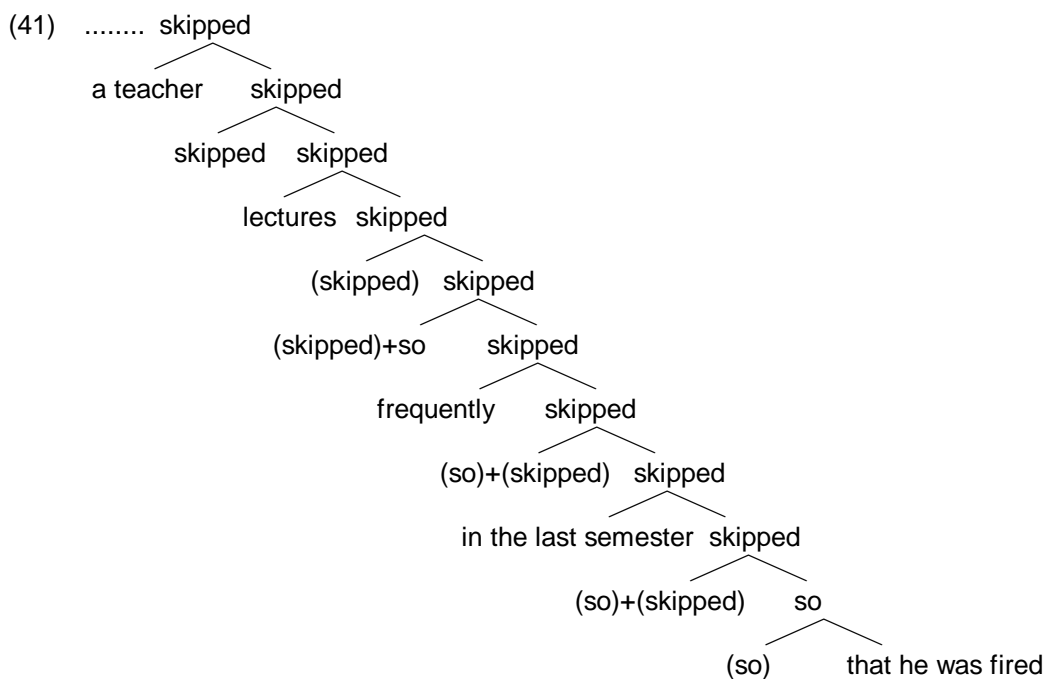 (41) ........ skipped
a teacher skipped
skipped skipped
lectures skipped
(skipped) skipped
(skipped)+so skipped
frequently skipped
(so)+(skipped) skipped
in the last semester skipped
(so)+(skipped) so
(so) that he was fired